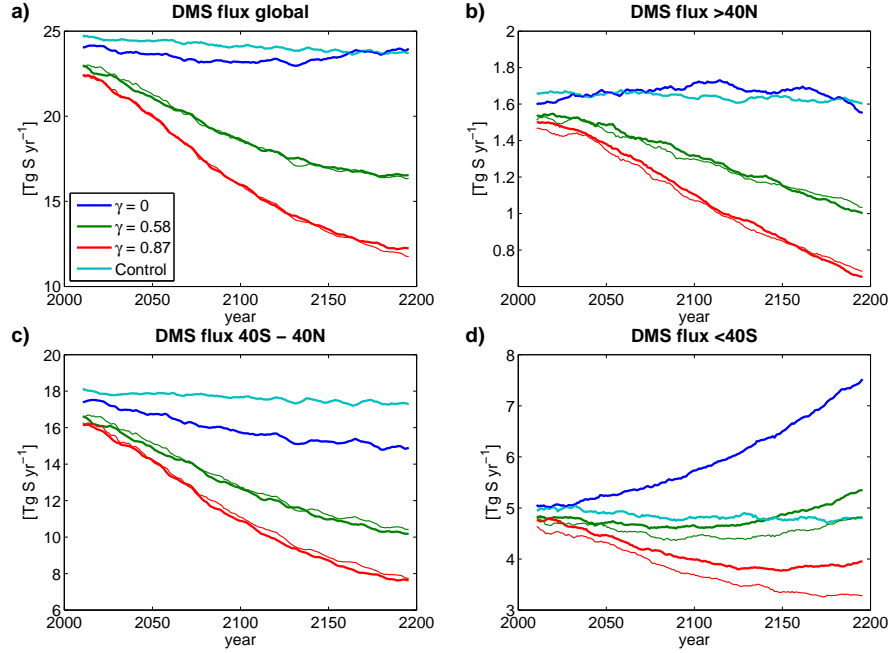 a) DMS flux global
[Tg S yr⁻¹]
25
20
15
10
γ = 0
γ = 0.58
γ = 0.87
Control
2000 2050 2100 2150 2200
year
b) DMS flux >40N
[Tg S yr⁻¹]
2
1.8
1.6
1.4
1.2
1
0.8
2000 2050 2100 2150 2200
year
c) DMS flux 40S − 40N
[Tg S yr⁻¹]
20
18
16
14
12
10
8
6
2000 2050 2100 2150 2200
year
d) DMS flux <40S
[Tg S yr⁻¹]
8
7
6
5
4
3
2000 2050 2100 2150 2200
year